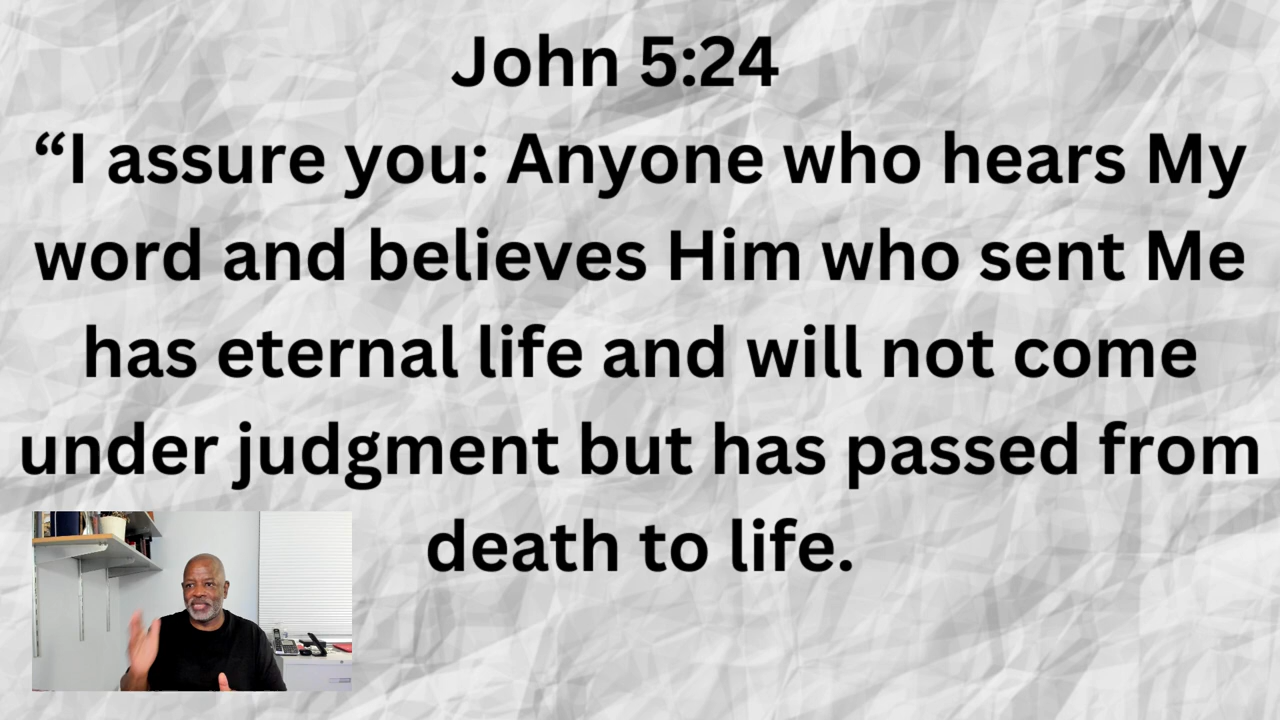 John 5:24
“I assure you: Anyone who hears My
word and believes Him who sent Me
has eternal life and will not come
under judgment but has passed from
death to life.